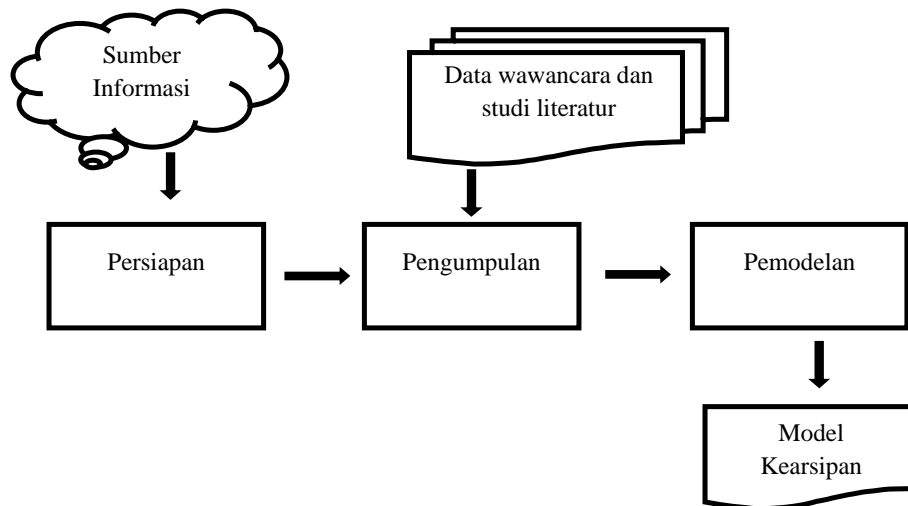 Sumber
Informasi
Data wawancara dan
studi literatur
Persiapan
Pengumpulan
Pemodelan
Model
Kearsipan